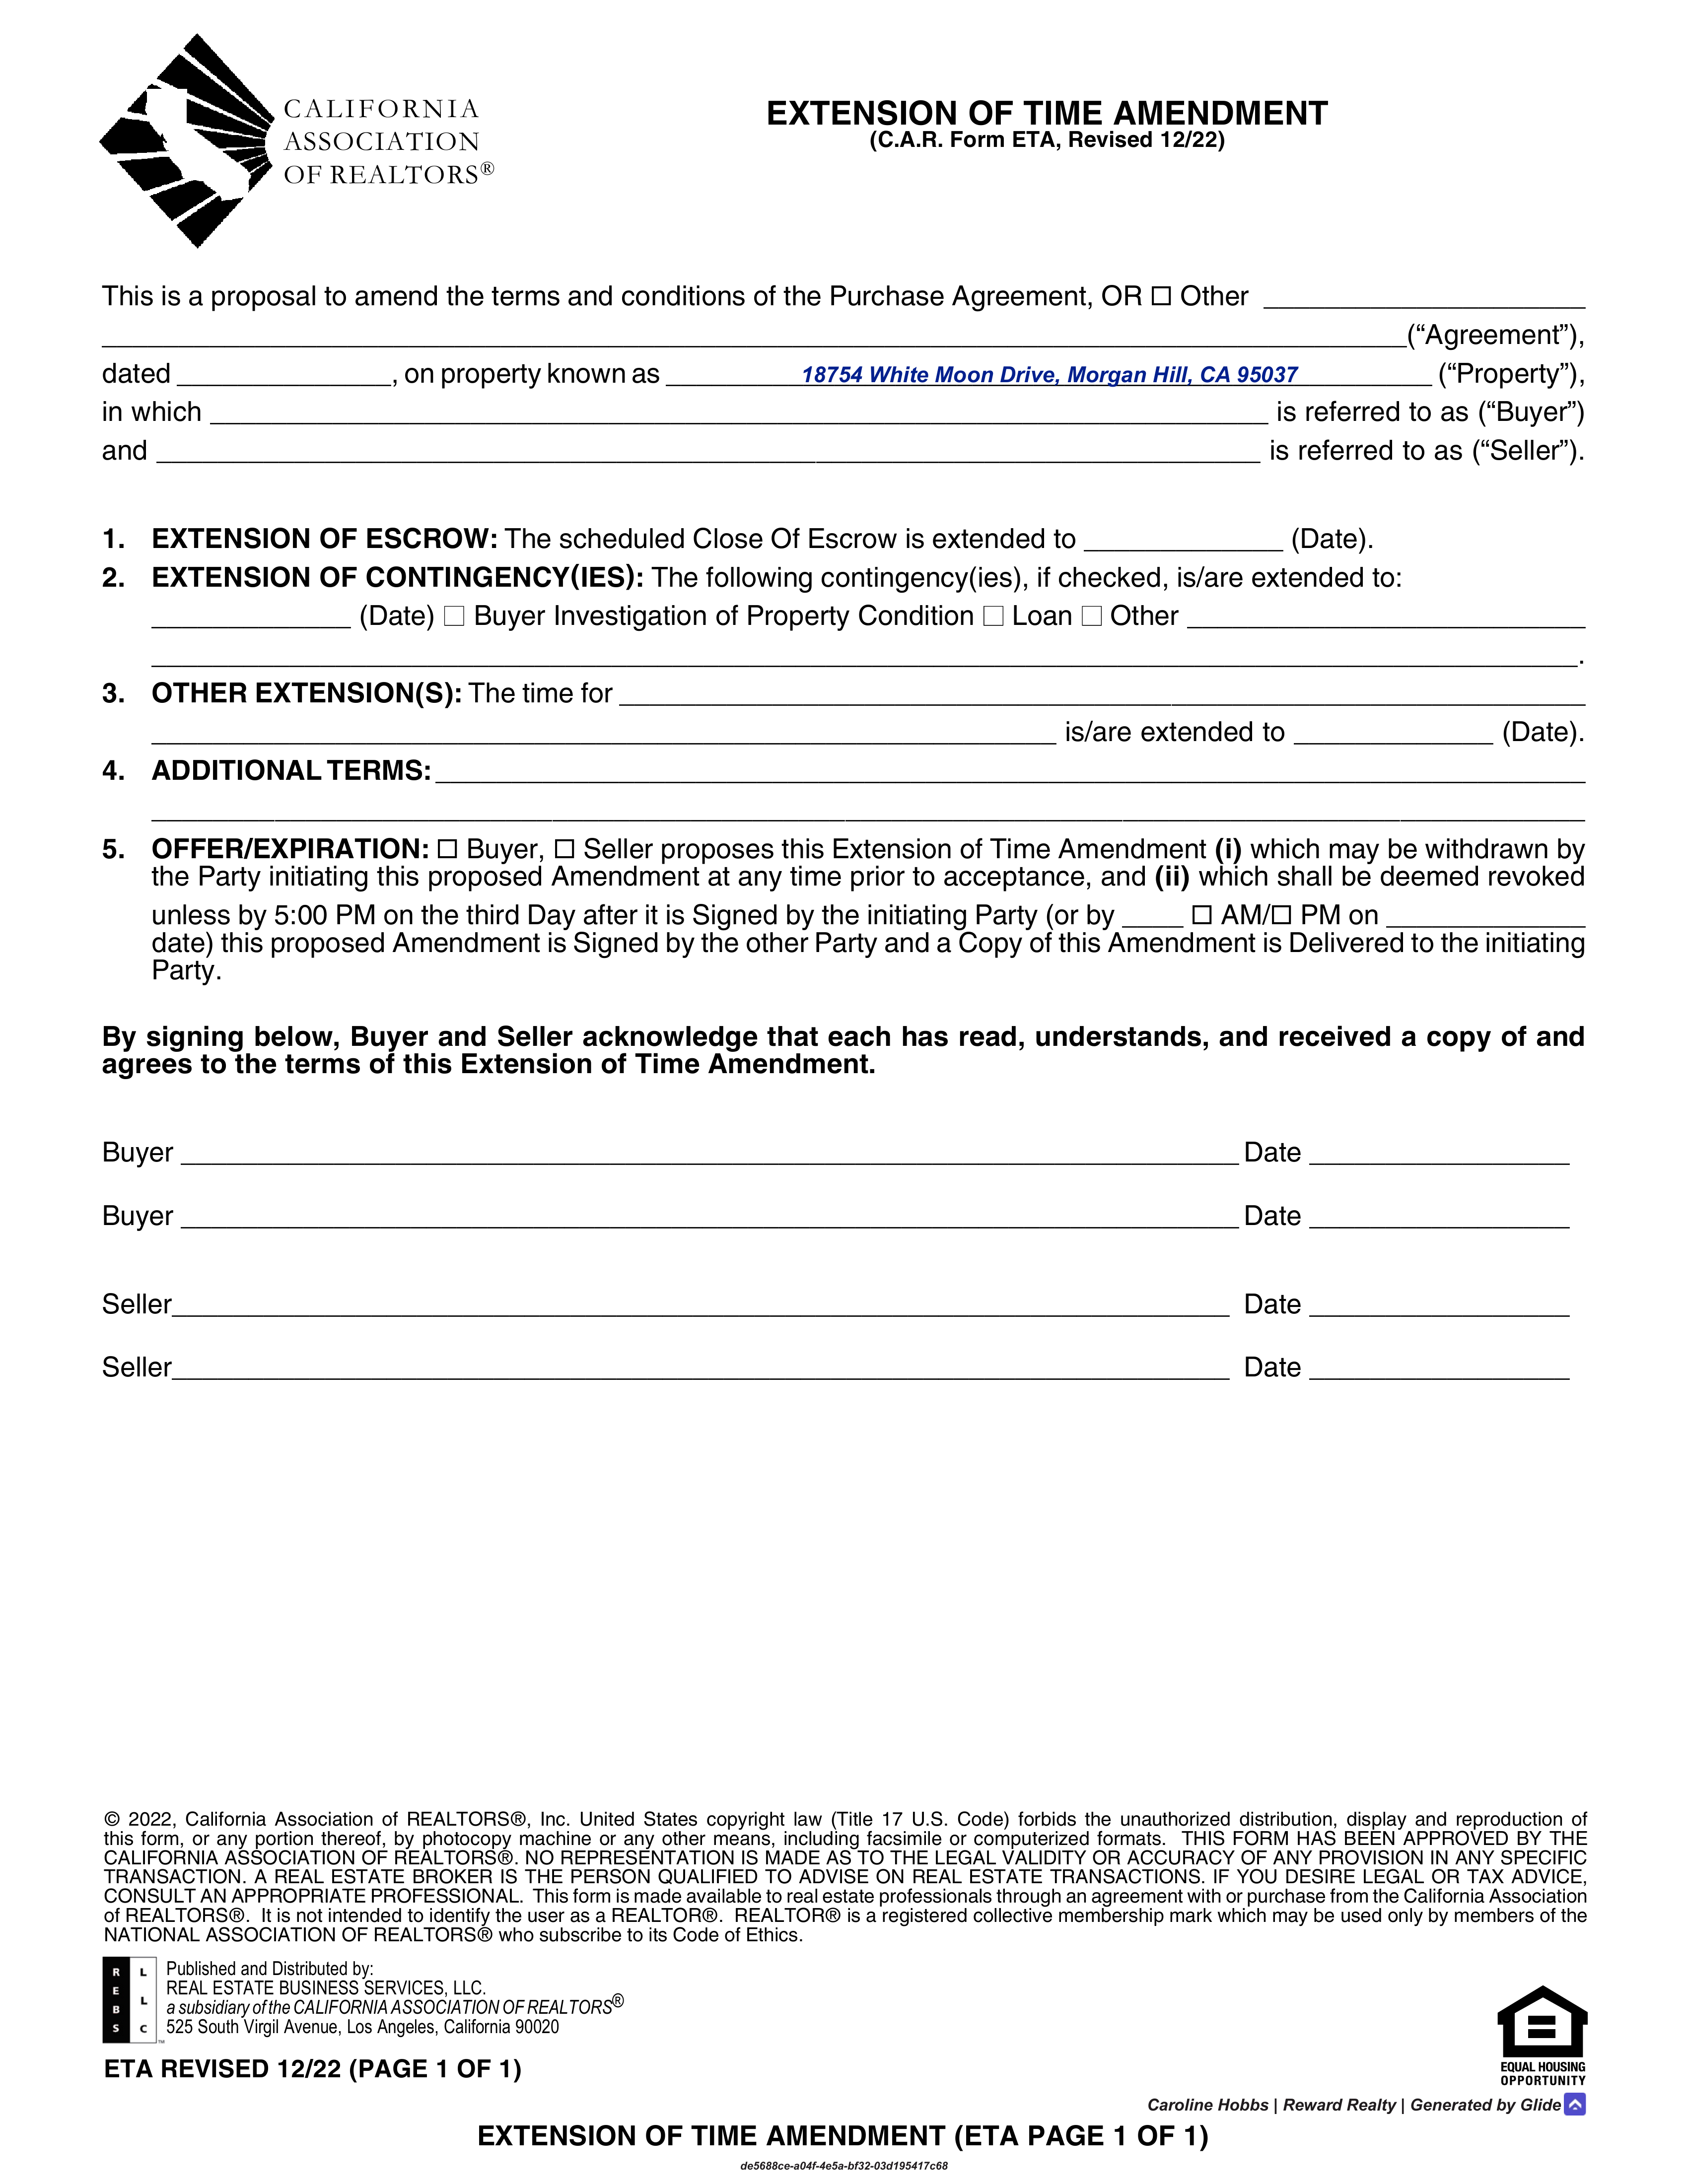 CALIFORNIA
ASSOCIATION
OF REALTORS®
EXTENSION OF TIME AMENDMENT
(C.A.R. Form ETA, Revised 12/22)
This is a proposal to amend the terms and conditions of the Purchase Agreement, OR ☐ Other ____________________
____________________ (“Agreement”),
dated ______________, on property known as ________ 18754 White Moon Drive, Morgan Hill, CA 95037 ________ (“Property”),
in which ____________________ is referred to as (“Buyer”)
and ____________________ is referred to as (“Seller”).
1. EXTENSION OF ESCROW: The scheduled Close Of Escrow is extended to _____________ (Date).
2. EXTENSION OF CONTINGENCY(IES): The following contingency(ies), if checked, is/are extended to:
_____________ (Date) ☐ Buyer Investigation of Property Condition ☐ Loan ☐ Other ____________________
____________________.
3. OTHER EXTENSION(S): The time for ____________________
____________________ is/are extended to _____________ (Date).
4. ADDITIONAL TERMS: ____________________
____________________
5. OFFER/EXPIRATION: ☐ Buyer, ☐ Seller proposes this Extension of Time Amendment (i) which may be withdrawn by
the Party initiating this proposed Amendment at any time prior to acceptance, and (ii) which shall be deemed revoked
unless by 5:00 PM on the third Day after it is Signed by the initiating Party (or by ____ ☐ AM/☐ PM on _____________
date) this proposed Amendment is Signed by the other Party and a Copy of this Amendment is Delivered to the initiating
Party.
By signing below, Buyer and Seller acknowledge that each has read, understands, and received a copy of and
agrees to the terms of this Extension of Time Amendment.
Buyer ____________________ Date _________________
Buyer ____________________ Date _________________
Seller____________________ Date _________________
Seller____________________ Date _________________
© 2022, California Association of REALTORS®, Inc. United States copyright law (Title 17 U.S. Code) forbids the unauthorized distribution, display and reproduction of
this form, or any portion thereof, by photocopy machine or any other means, including facsimile or computerized formats. THIS FORM HAS BEEN APPROVED BY THE
CALIFORNIA ASSOCIATION OF REALTORS®. NO REPRESENTATION IS MADE AS TO THE LEGAL VALIDITY OR ACCURACY OF ANY PROVISION IN ANY SPECIFIC
TRANSACTION. A REAL ESTATE BROKER IS THE PERSON QUALIFIED TO ADVISE ON REAL ESTATE TRANSACTIONS. IF YOU DESIRE LEGAL OR TAX ADVICE,
CONSULT AN APPROPRIATE PROFESSIONAL. This form is made available to real estate professionals through an agreement with or purchase from the California Association
of REALTORS®. It is not intended to identify the user as a REALTOR®. REALTOR® is a registered collective membership mark which may be used only by members of the
NATIONAL ASSOCIATION OF REALTORS® who subscribe to its Code of Ethics.
REBS LLC™
Published and Distributed by:
REAL ESTATE BUSINESS SERVICES, LLC.
a subsidiary of the CALIFORNIA ASSOCIATION OF REALTORS®
525 South Virgil Avenue, Los Angeles, California 90020
EQUAL HOUSING
OPPORTUNITY
ETA REVISED 12/22 (PAGE 1 OF 1)
Caroline Hobbs | Reward Realty | Generated by Glide
EXTENSION OF TIME AMENDMENT (ETA PAGE 1 OF 1)
de5688ce-a04f-4e5a-bf32-03d195417c68